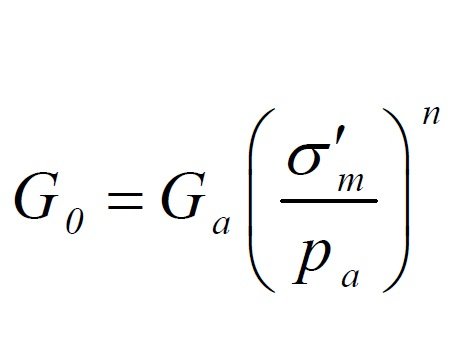 G_0 = G_a (σ'_m / p_a)^n